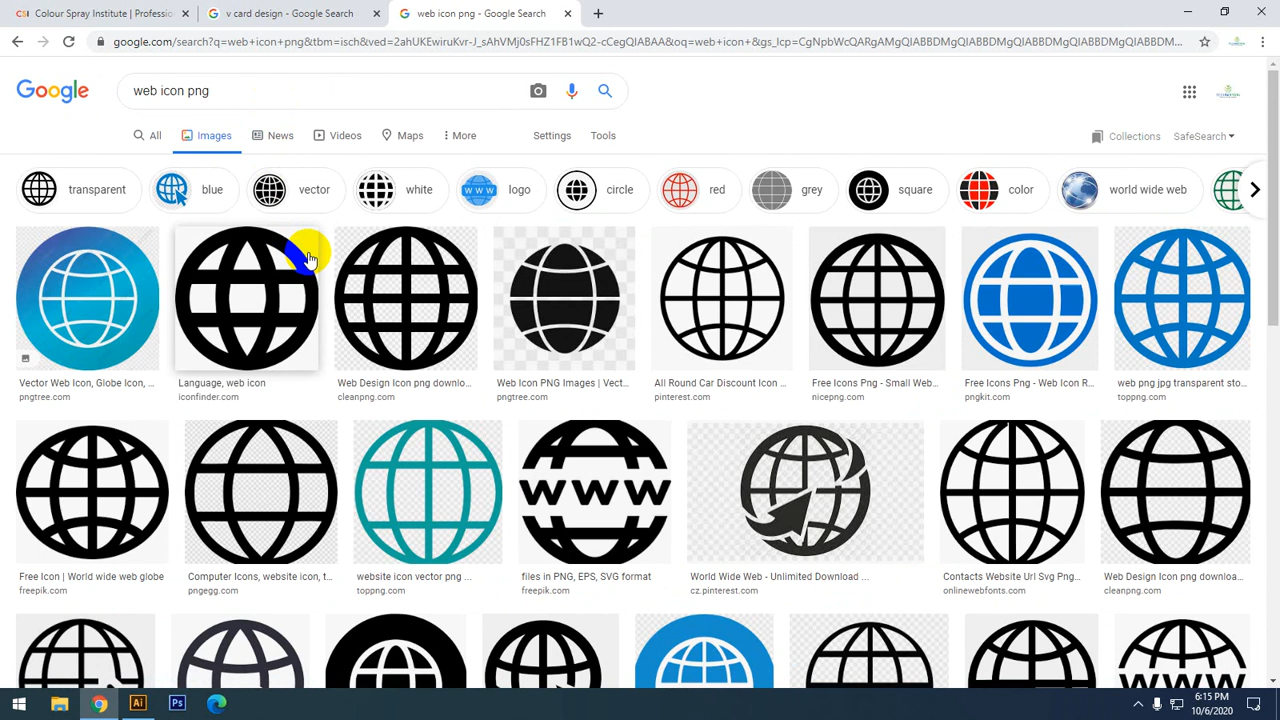 CSI Colour Spray Institute | Professio
v card design - Google Search
web icon png - Google Search
google.com/search?q=web+icon+png&tbm=isch&ved=2ahUKEwiruKvr-J_sAhVMj0sFHZ1FB1wQ2-cCegQIABAA&oq=web+icon+&gs_lcp=CgNpbWcQARgAMgQIABBDMgQIABBDMgQIABBDMgQIABBDMgQIABBDM...
Google
web icon png
All
Images
News
Videos
Maps
More
Settings
Tools
Collections
SafeSearch
transparent
blue
vector
white
www
logo
circle
red
grey
square
color
world wide web
Vector Web Icon, Globe Icon, ...
pngtree.com
Language, web icon
iconfinder.com
Web Design Icon png downlo...
cleanpng.com
Web Icon PNG Images | Vect...
pngtree.com
All Round Car Discount Icon ...
pinterest.com
Free Icons Png - Small Web...
nicepng.com
Free Icons Png - Web Icon R...
pngkit.com
web png jpg transparent sto...
toppng.com
www
Free Icon | World wide web globe
freepik.com
Computer Icons, website icon, t...
pngegg.com
website icon vector png ...
toppng.com
files in PNG, EPS, SVG format
freepik.com
World Wide Web - Unlimited Download ...
cz.pinterest.com
Contacts Website Url Svg Png...
onlinewebfonts.com
Web Design Icon png downloa...
cleanpng.com
www
Ai
Ps
6:15 PM
10/6/2020